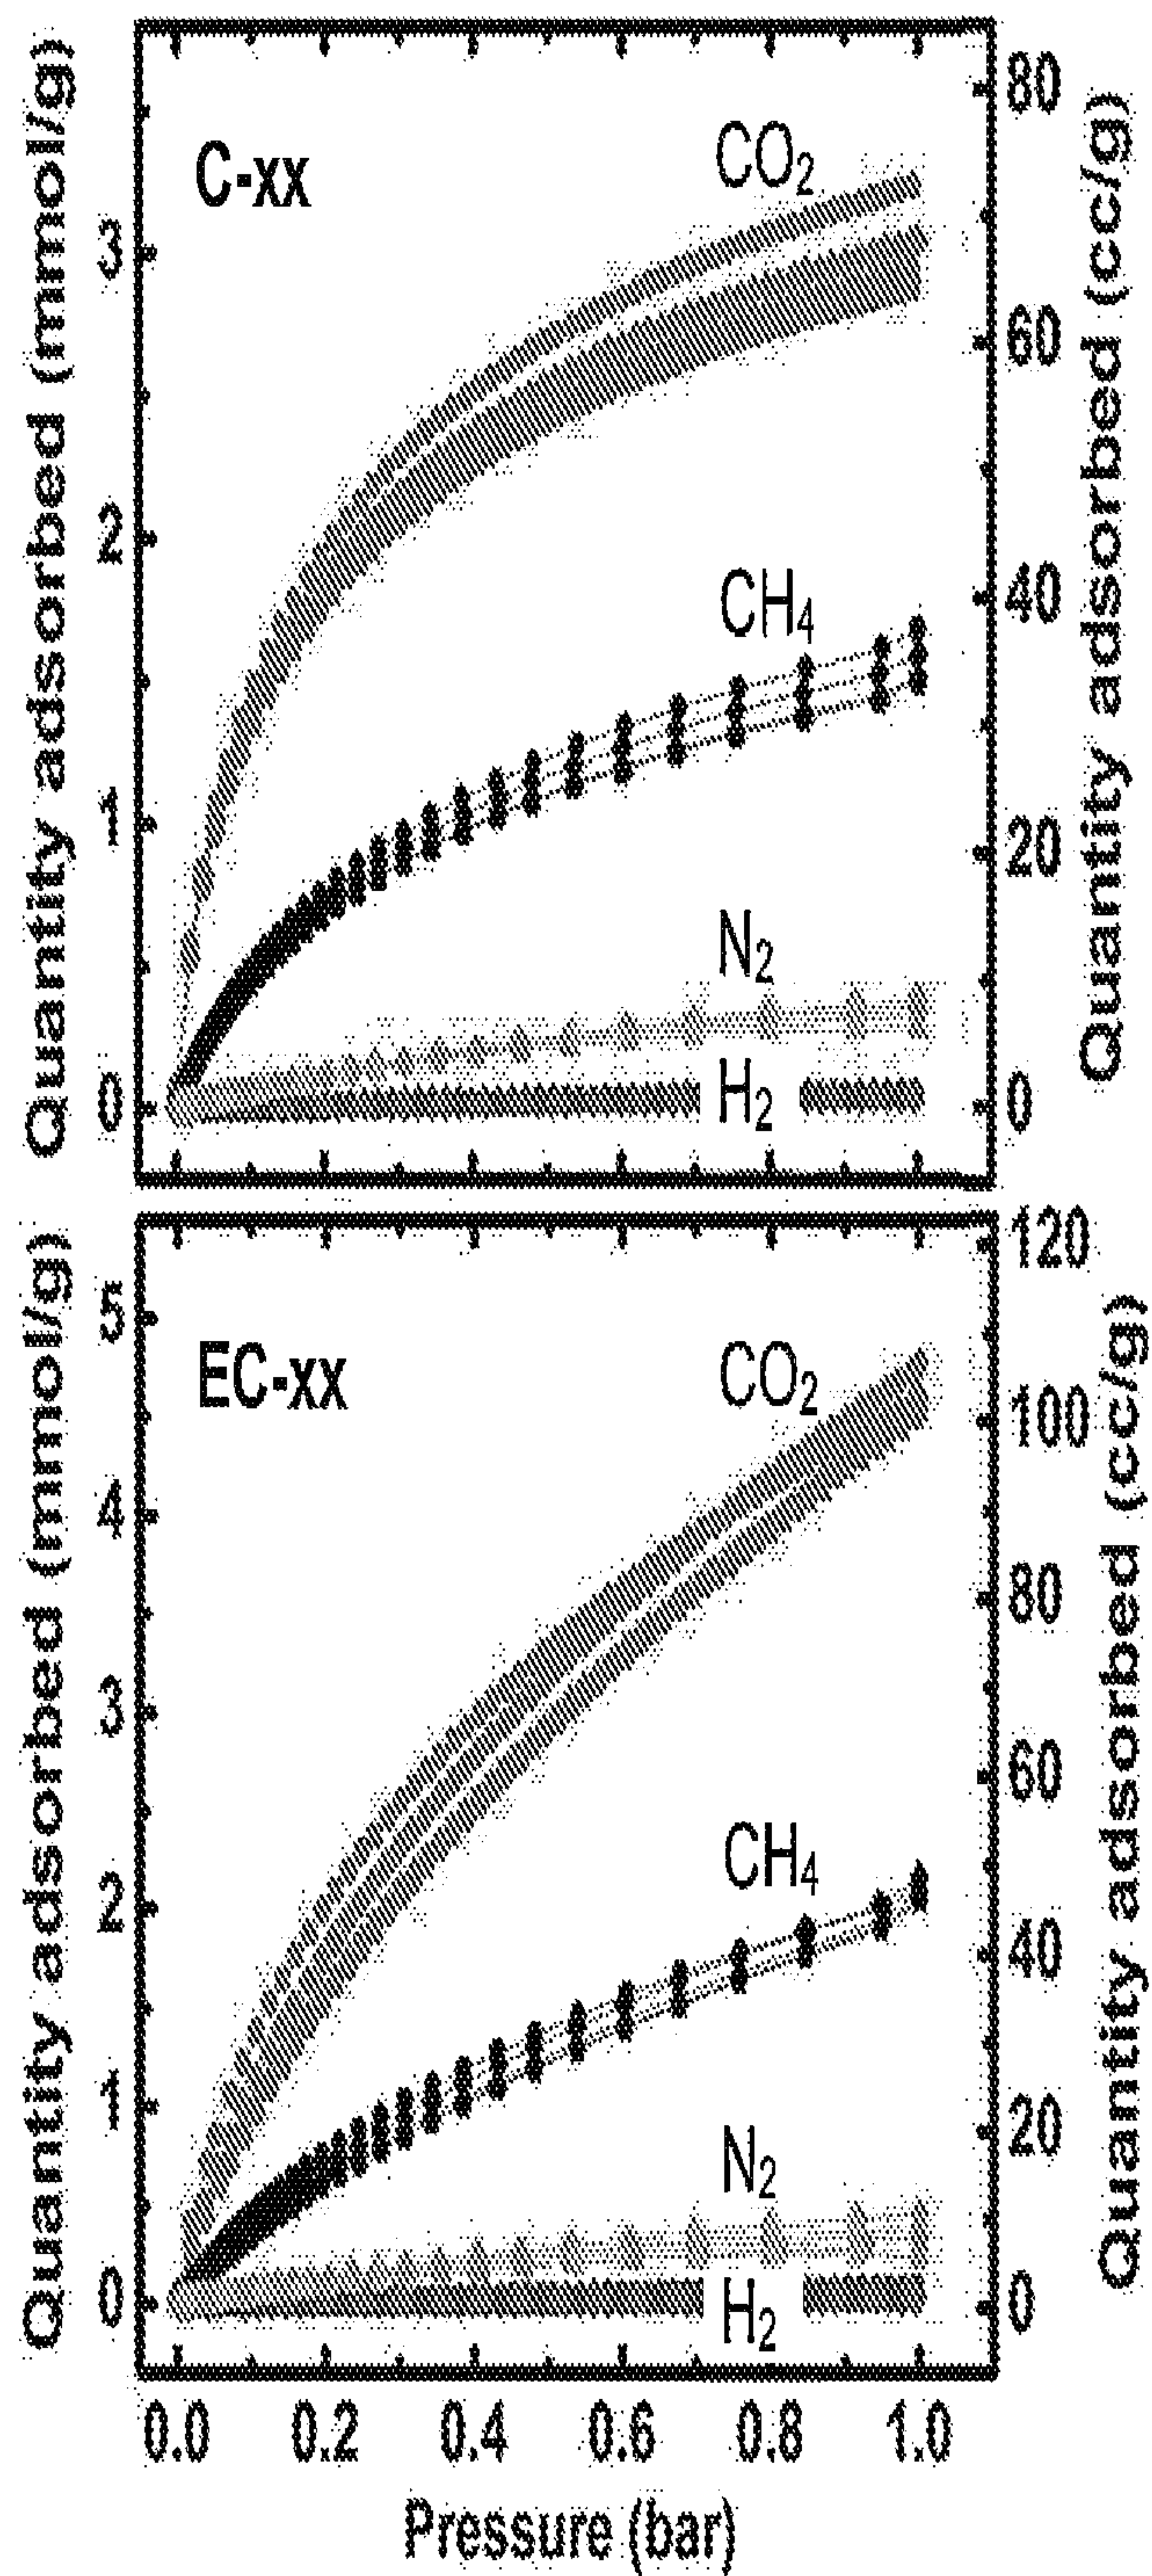 Quantity adsorbed (mmol/g)
3
2
1
0
C-xx
CO₂
CH₄
N₂
H₂
80
60
40
20
0
Quantity adsorbed (cc/g)
Quantity adsorbed (mmol/g)
5
4
3
2
1
0
EC-xx
CO₂
CH₄
N₂
H₂
120
100
80
60
40
20
0
Quantity adsorbed (cc/g)
0.0 0.2 0.4 0.6 0.8 1.0
Pressure (bar)